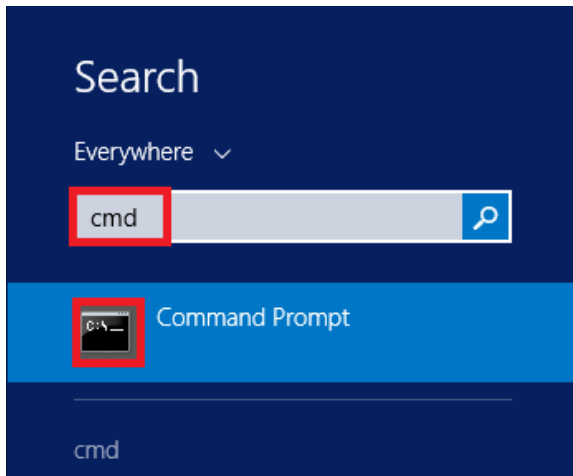 Search
Everywhere
cmd
C:\_
Command Prompt
cmd